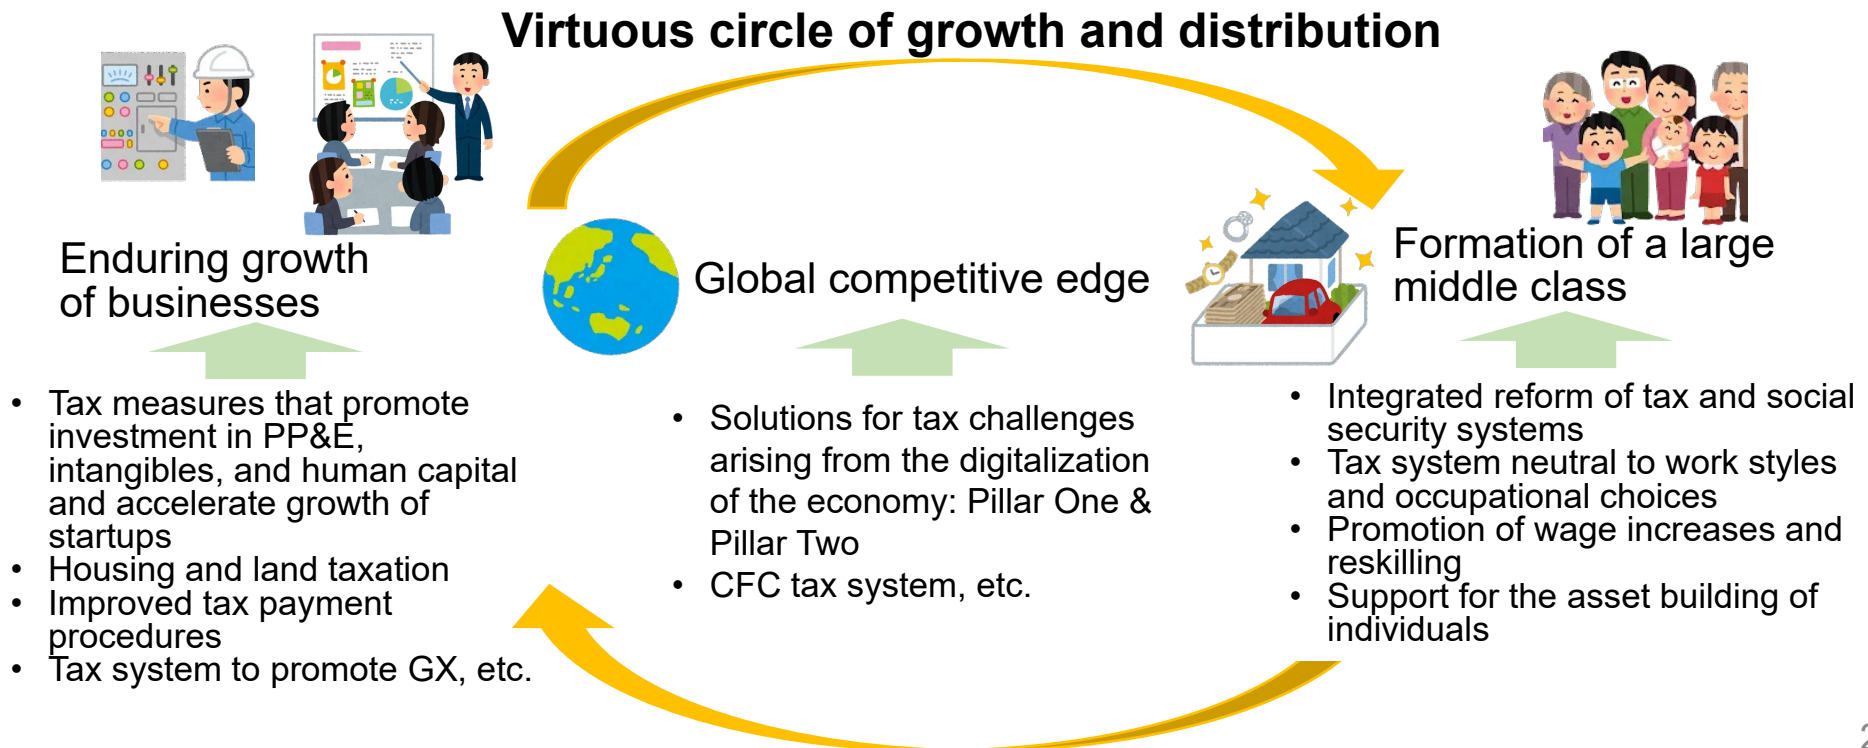 Virtuous circle of growth and distribution
Enduring growth
of businesses
• Tax measures that promote
investment in PP&E,
intangibles, and human capital
and accelerate growth of
startups
• Housing and land taxation
• Improved tax payment
procedures
• Tax system to promote GX, etc.
Global competitive edge
• Solutions for tax challenges
arising from the digitalization
of the economy: Pillar One &
Pillar Two
• CFC tax system, etc.
Formation of a large
middle class
• Integrated reform of tax and social
security systems
• Tax system neutral to work styles
and occupational choices
• Promotion of wage increases and
reskilling
• Support for the asset building of
individuals